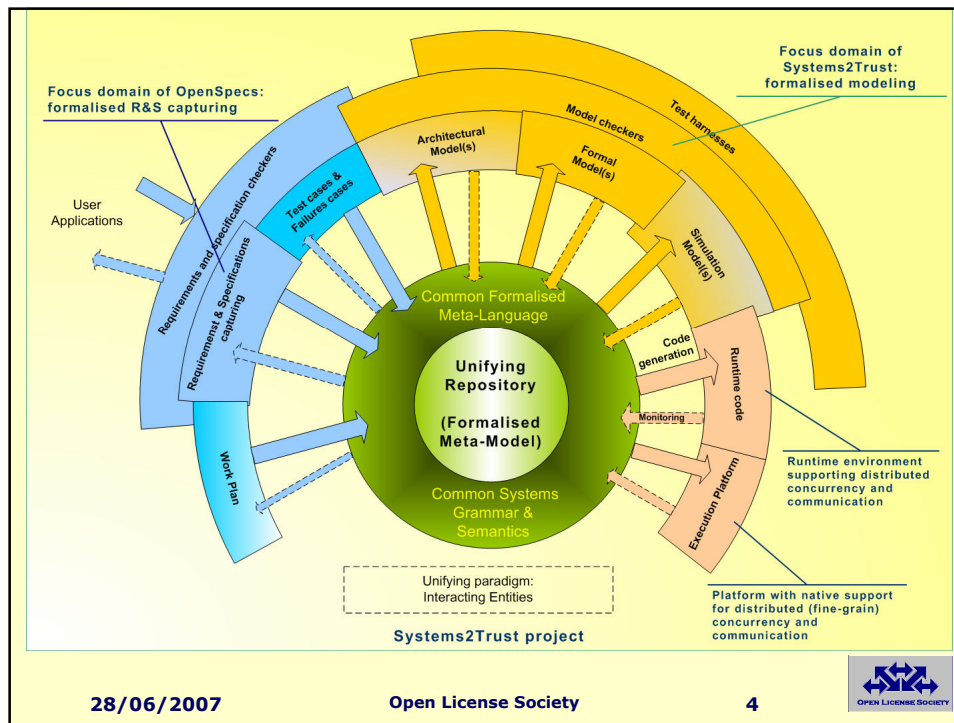 Focus domain of OpenSpecs:
formalised R&S capturing
Focus domain of
Systems2Trust:
formalised modeling
User
Applications
Requirements and specification checkers
Requiremenst & Specifications
capturing
Test cases &
Failures cases
Work Plan
Architectural
Model(s)
Formal
Model(s)
Model checkers
Test harnesses
Simulation
Model(s)
Common Formalised
Meta-Language
Unifying
Repository
(Formalised
Meta-Model)
Common Systems
Grammar &
Semantics
Code
generation
Monitoring
Runtime code
Execution Platform
Runtime environment
supporting distributed
concurrency and
communication
Platform with native support
for distributed (fine-grain)
concurrency and
communication
Unifying paradigm:
Interacting Entities
Systems2Trust project
28/06/2007
Open License Society
4
OPEN LICENSE SOCIETY